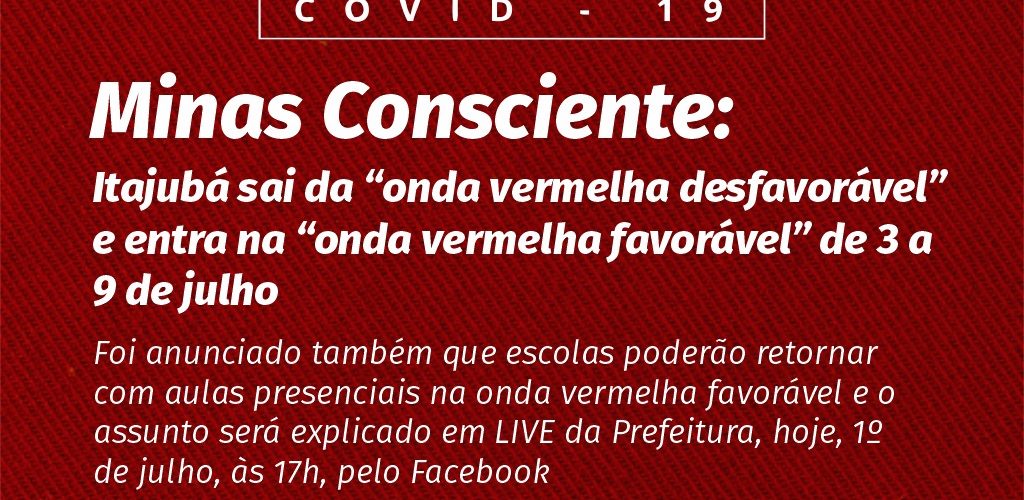 COVID - 19
Minas Consciente:
Itajubá sai da “onda vermelha desfavorável”
e entra na “onda vermelha favorável” de 3 a
9 de julho
Foi anunciado também que escolas poderão retornar
com aulas presenciais na onda vermelha favorável e o
assunto será explicado em LIVE da Prefeitura, hoje, 1º
de julho, às 17h, pelo Facebook